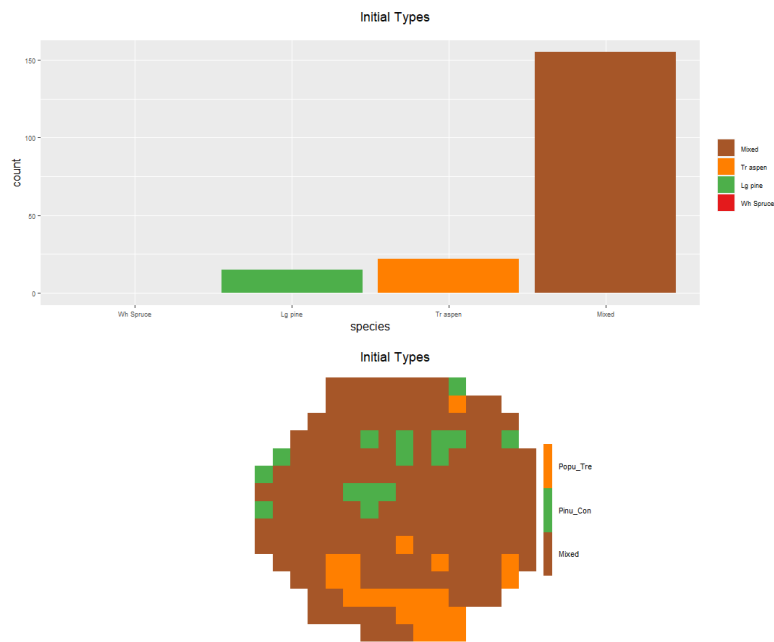 Initial Types
150
100
50
0
count
Wh Spruce
Lg pine
Tr aspen
Mixed
species
Mixed
Tr aspen
Lg pine
Wh Spruce
Initial Types
Popu_Tre
Pinu_Con
Mixed